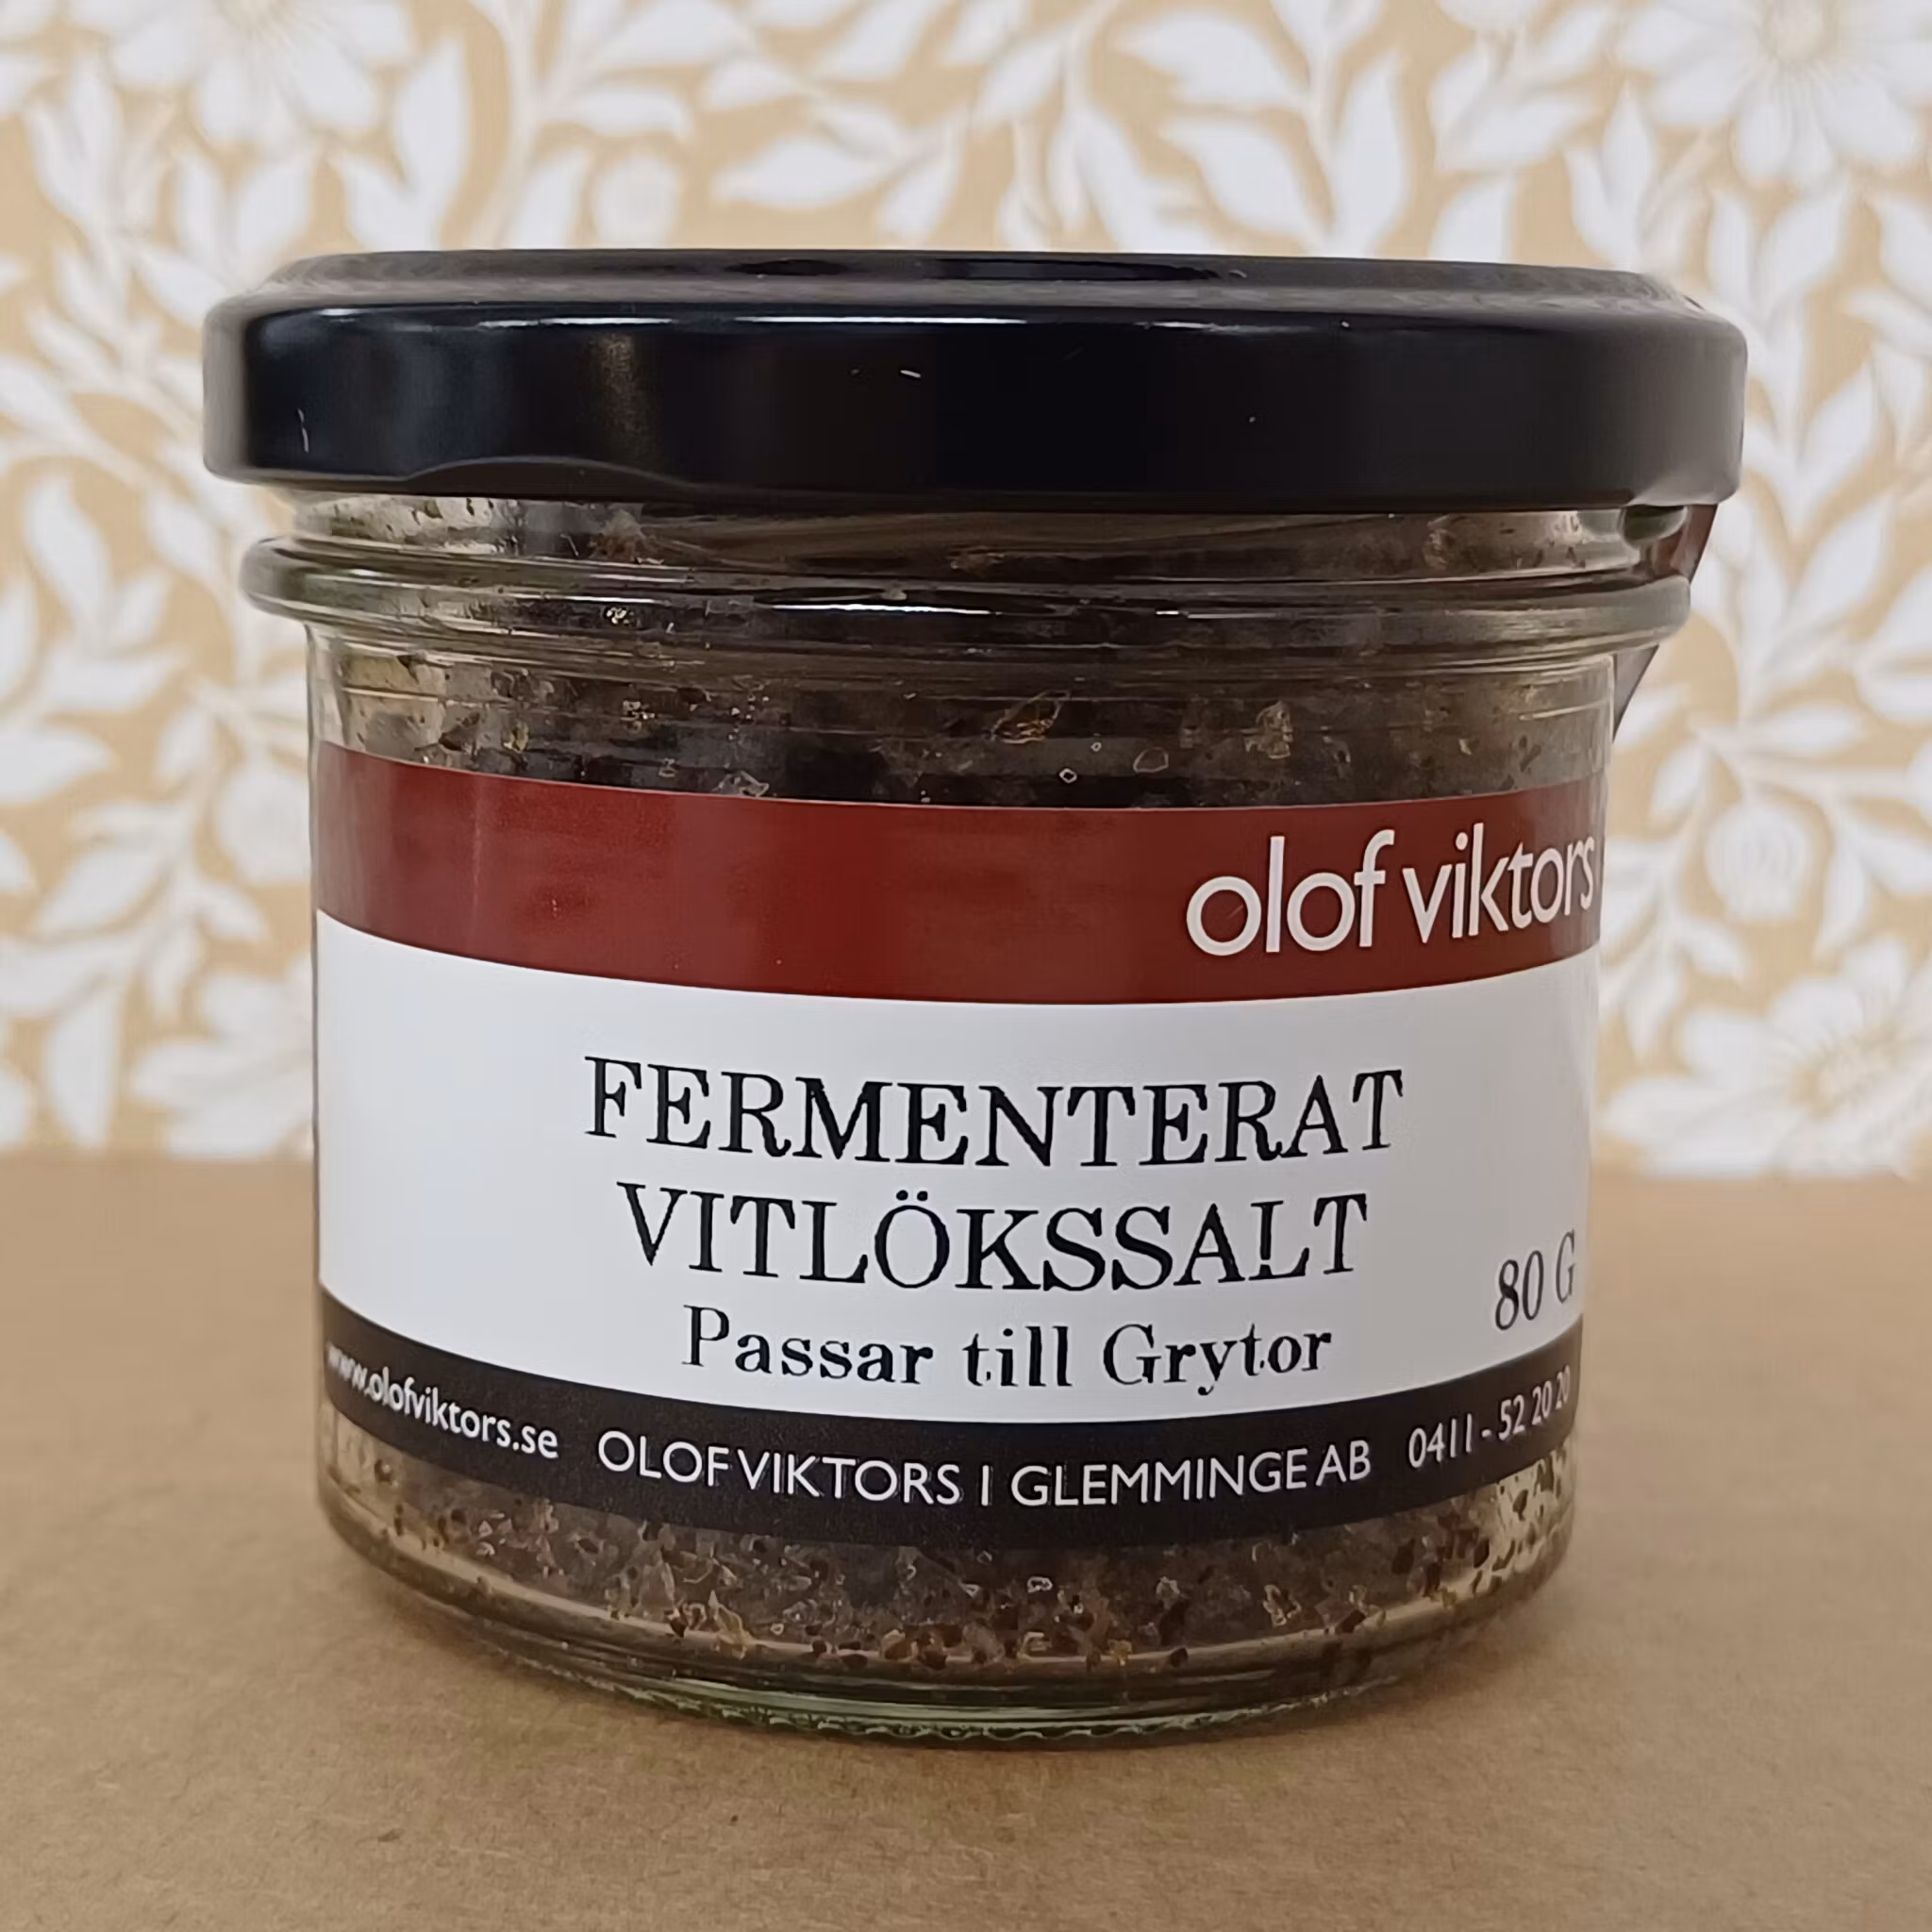 olof viktors
FERMENTERAT
VITLÖKSSALT
80 G
Passar till Grytor
www.olofviktors.se OLOF VIKTORS | GLEMMINGE AB 0411 - 52 20 20